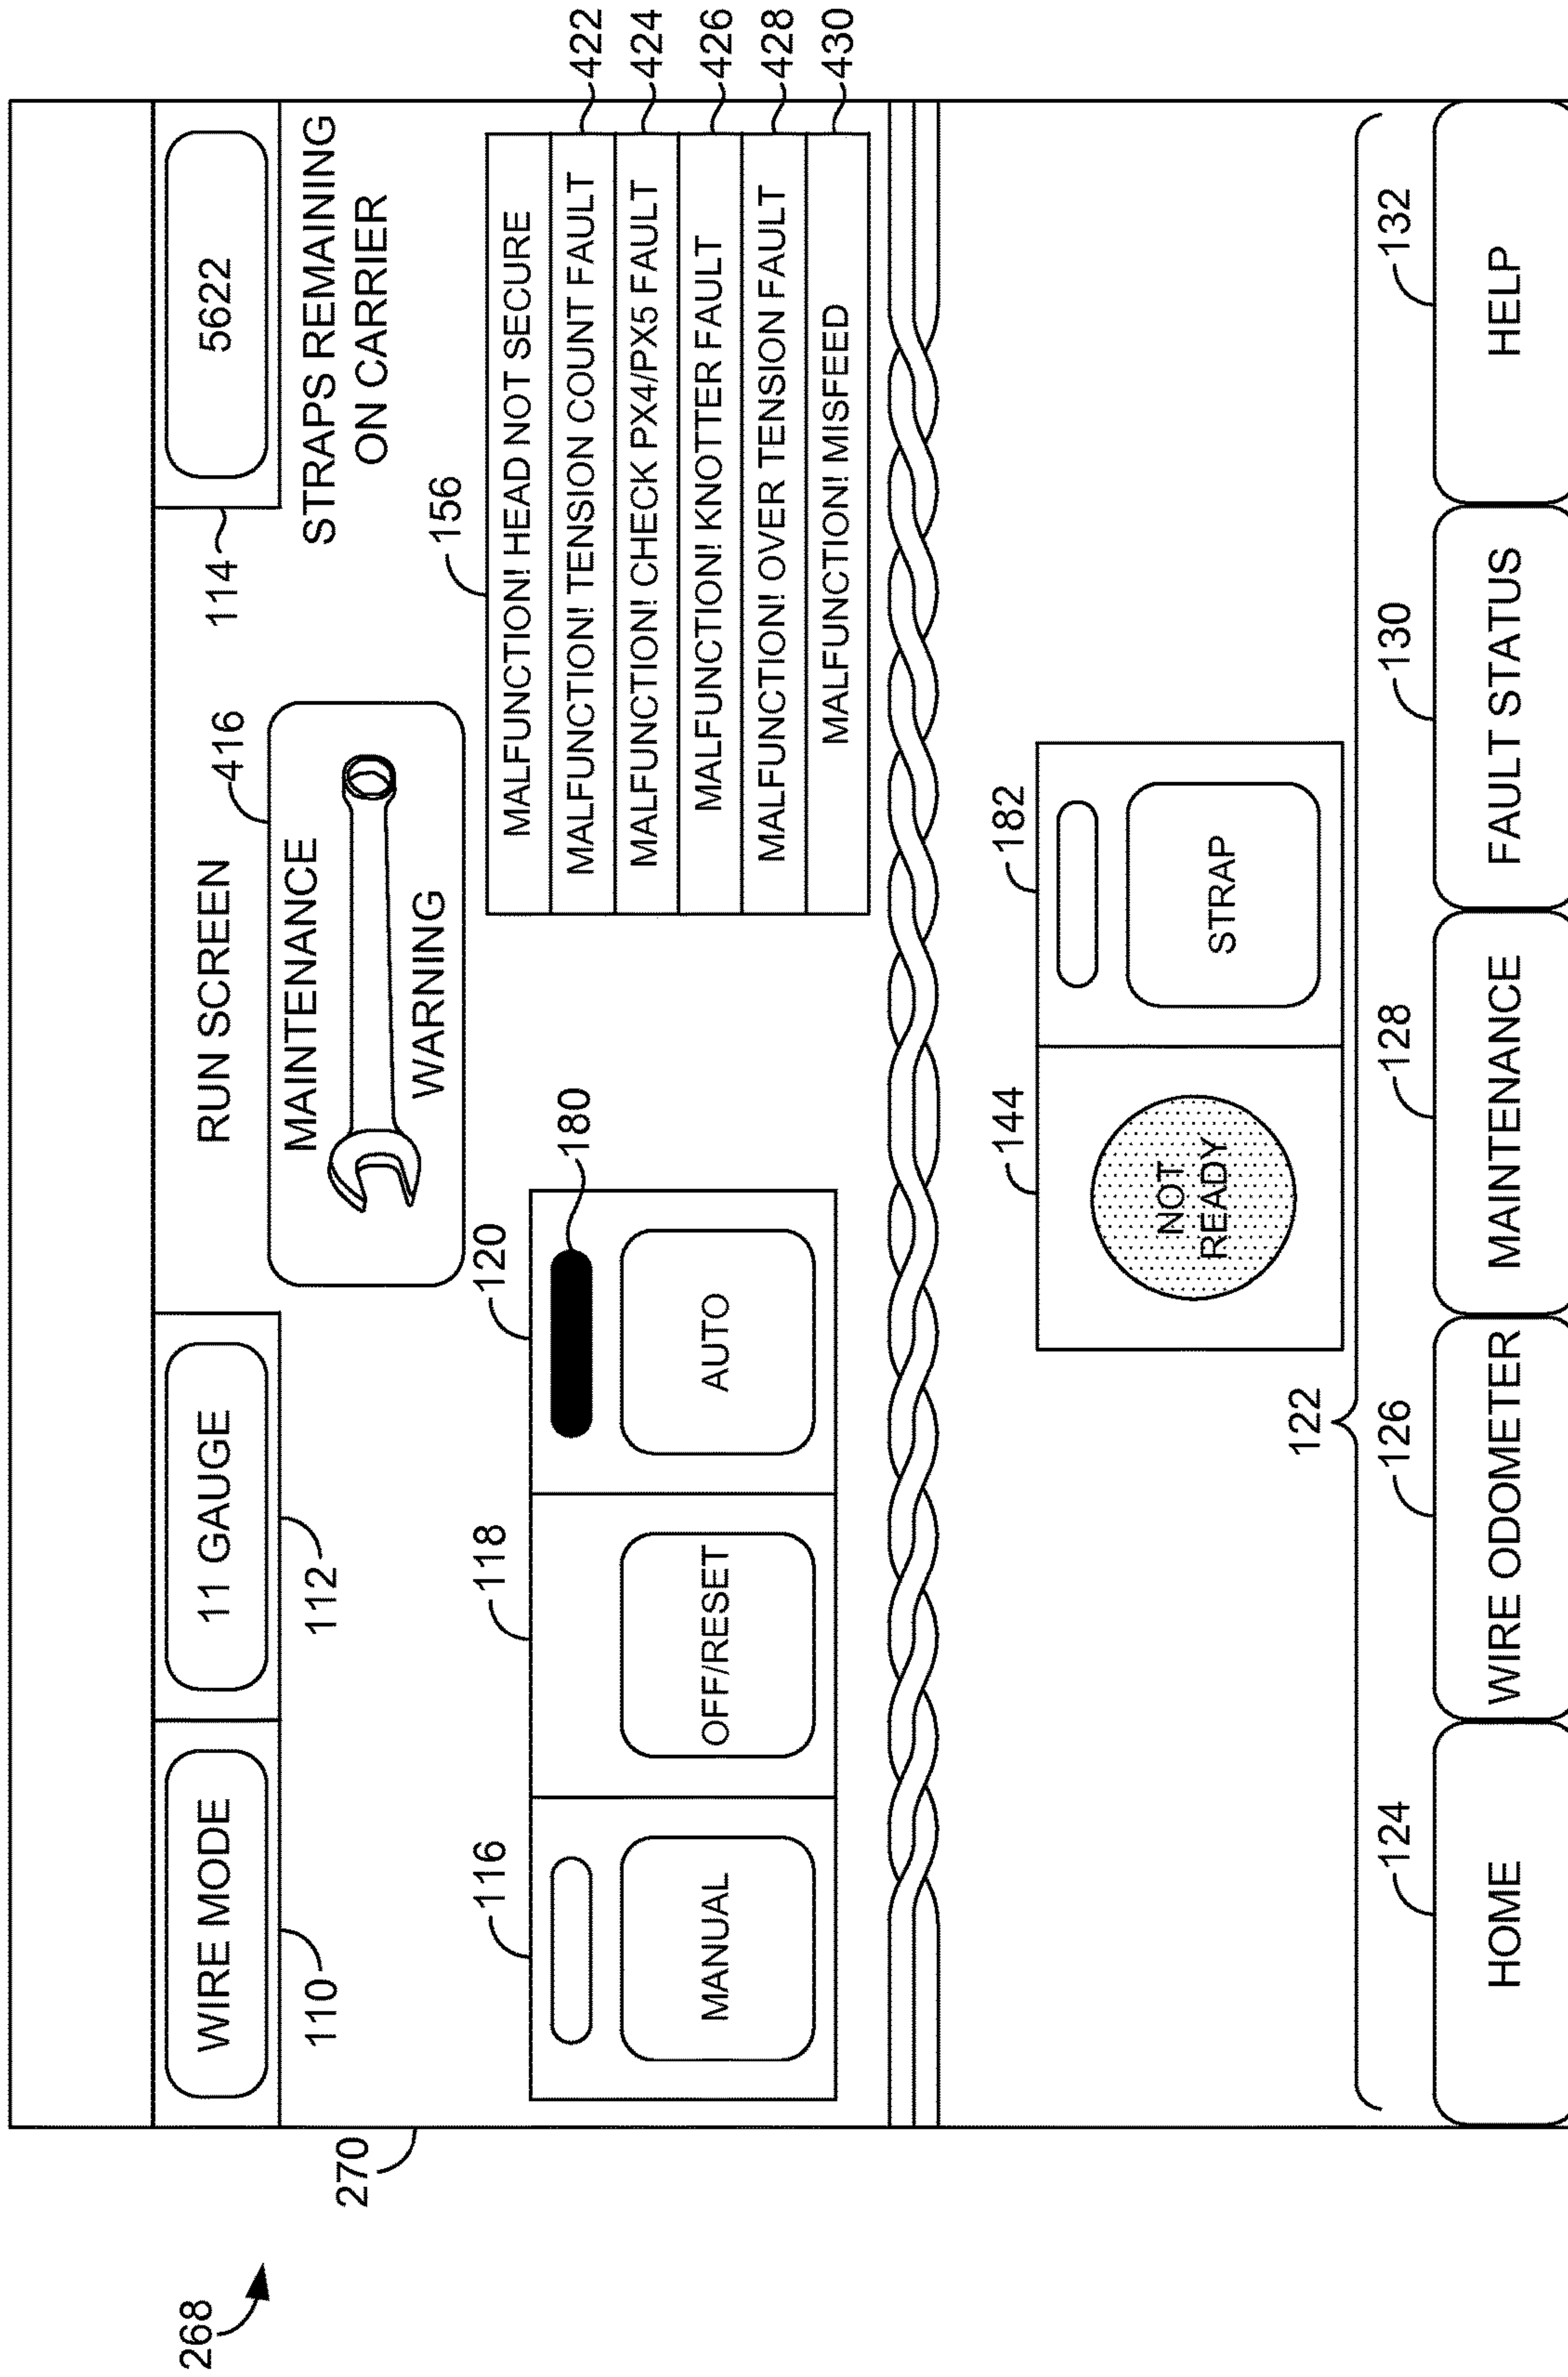 268
270
WIRE MODE
11 GAUGE
RUN SCREEN
5622
110
112
114
STRAPS REMAINING
ON CARRIER
416
MAINTENANCE
WARNING
116
118
120
180
MANUAL
OFF/RESET
AUTO
156
MALFUNCTION! HEAD NOT SECURE
MALFUNCTION! TENSION COUNT FAULT
422
MALFUNCTION! CHECK PX4/PX5 FAULT
424
MALFUNCTION! KNOTTER FAULT
426
MALFUNCTION! OVER TENSION FAULT
428
MALFUNCTION! MISFEED
430
144
182
NOT
READY
STRAP
122
124
126
128
130
132
HOME
WIRE ODOMETER
MAINTENANCE
FAULT STATUS
HELP